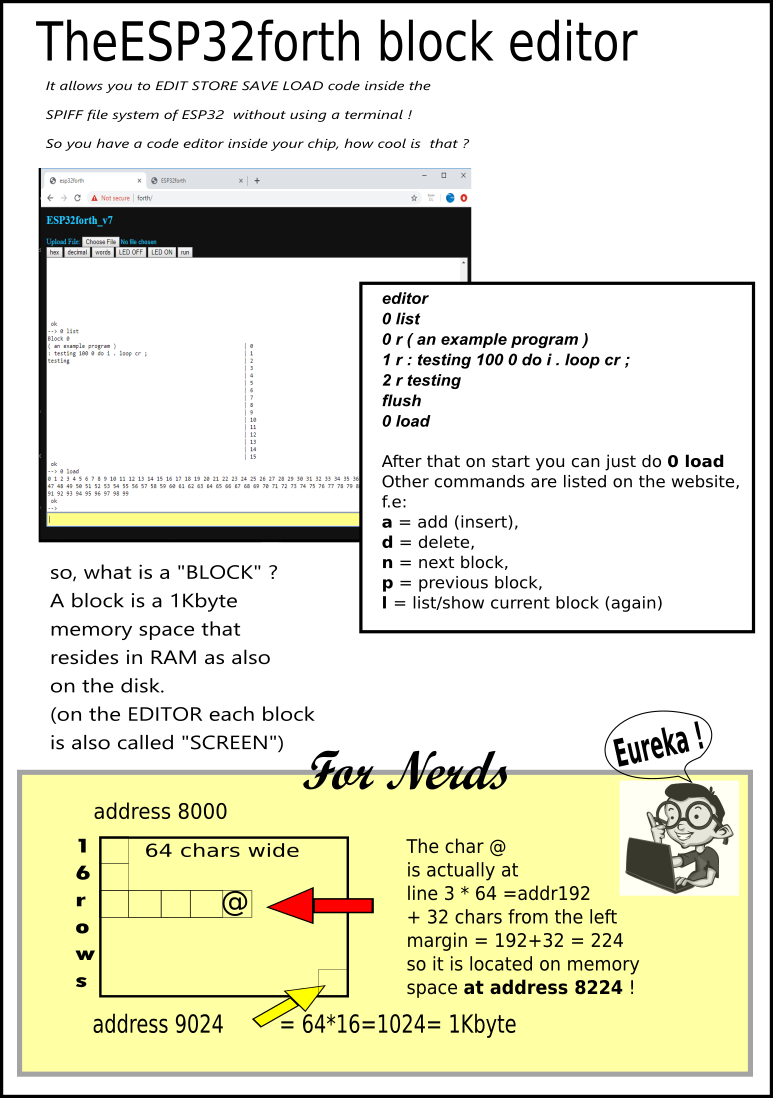 TheESP32forth block editor
It allows you to EDIT STORE SAVE LOAD code inside the
SPIFF file system of ESP32 without using a terminal !
So you have a code editor inside your chip, how cool is that ?
esp32forth
ESP32forth
Not secure | forth/
ESP32forth_v7
Upload File: Choose File No file chosen
hex decimal words LED OFF LED ON run
ok
--> 0 list
Block 0
( an example program ) | 0
: testing 100 0 do i . loop cr ; | 1
testing | 2
| 3
| 4
| 5
| 6
| 7
| 8
| 9
| 10
| 11
| 12
| 13
| 14
| 15
ok
--> 0 load
0 1 2 3 4 5 6 7 8 9 10 11 12 13 14 15 16 17 18 19 20 21 22 23 24 25 26 27 28 29 30 31 32 33 34 35 36
47 48 49 50 51 52 53 54 55 56 57 58 59 60 61 62 63 64 65 66 67 68 69 70 71 72 73 74 75 76 77 78 79 8
91 92 93 94 95 96 97 98 99
ok
-->
editor
0 list
0 r ( an example program )
1 r : testing 100 0 do i . loop cr ;
2 r testing
flush
0 load
After that on start you can just do 0 load
Other commands are listed on the website,
f.e:
a = add (insert),
d = delete,
n = next block,
p = previous block,
l = list/show current block (again)
so, what is a "BLOCK" ?
A block is a 1Kbyte
memory space that
resides in RAM as also
on the disk.
(on the EDITOR each block
is also called "SCREEN")
Eureka !
For Nerds
address 8000
16rows
64 chars wide
@
The char @
is actually at
line 3 * 64 =addr192
+ 32 chars from the left
margin = 192+32 = 224
so it is located on memory
space at address 8224 !
address 9024 = 64*16=1024= 1Kbyte